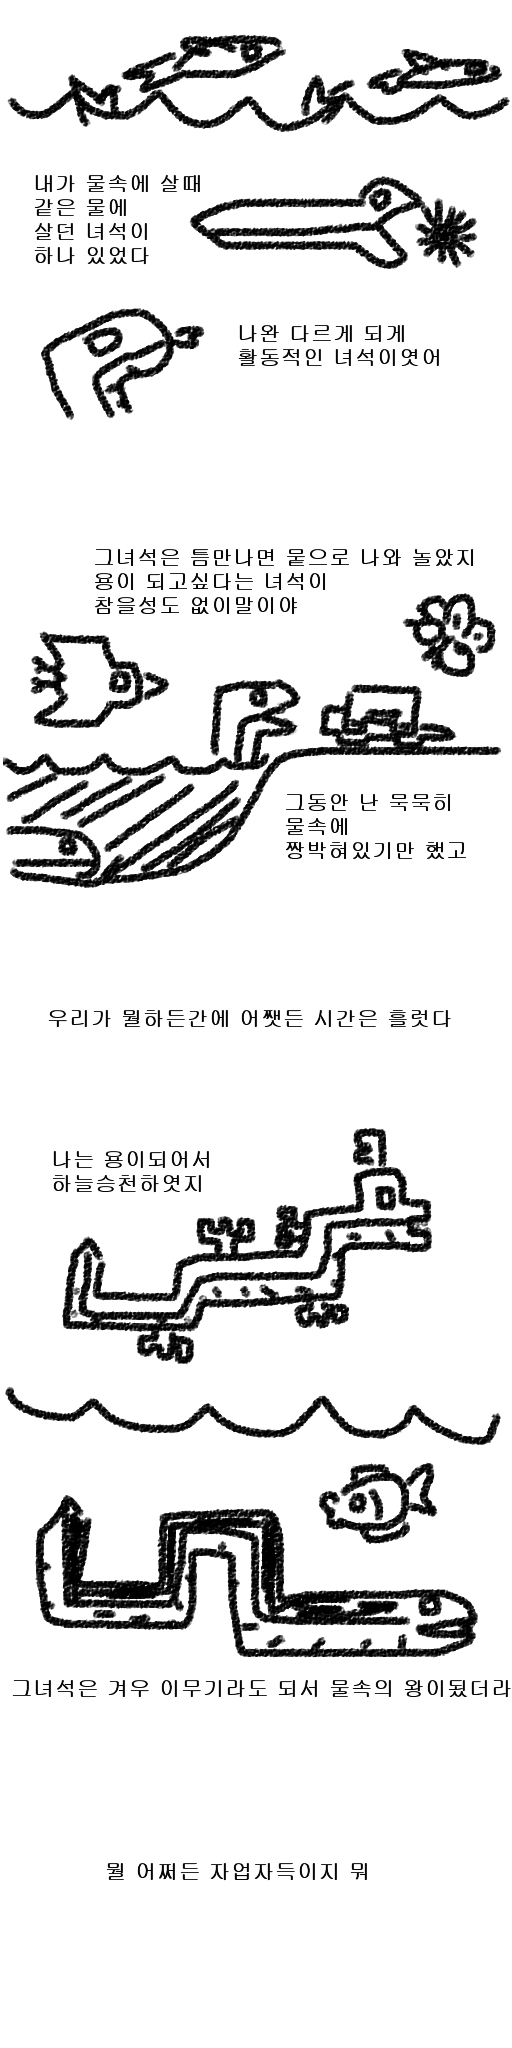 내가 물속에 살때
같은 물에
살던 녀석이
하나 있었다
나완 다르게 되게
활동적인 녀석이엿어
그녀석은 틈만나면 뭍으로 나와 놀았지
용이 되고싶다는 녀석이
참을성도 없이말이야
그동안 난 묵묵히
물속에
짱박혀있기만 했고
우리가 뭘하든간에 어쨋든 시간은 흘럿다
나는 용이되어서
하늘승천하엿지
그녀석은 겨우 이무기라도 되서 물속의 왕이됬더라
뭘 어쩌든 자업자득이지 뭐